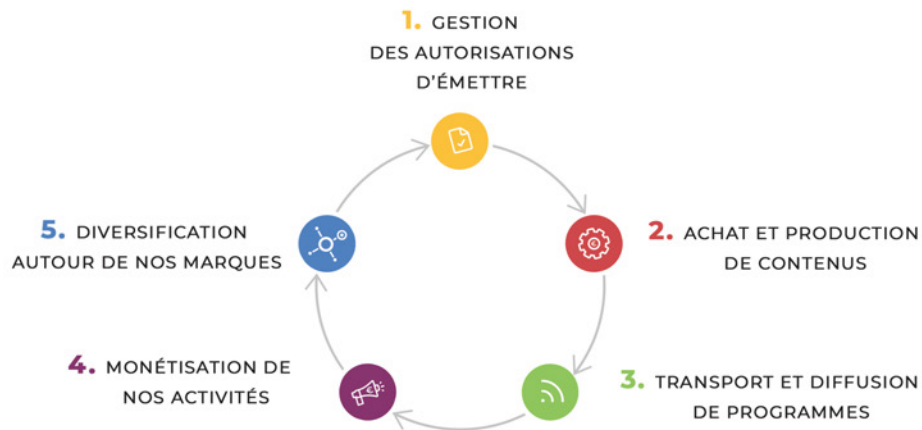 1. GESTION
DES AUTORISATIONS
D'ÉMETTRE
2. ACHAT ET PRODUCTION
DE CONTENUS
3. TRANSPORT ET DIFFUSION
DE PROGRAMMES
4. MONÉTISATION DE
NOS ACTIVITÉS
5. DIVERSIFICATION
AUTOUR DE NOS MARQUES